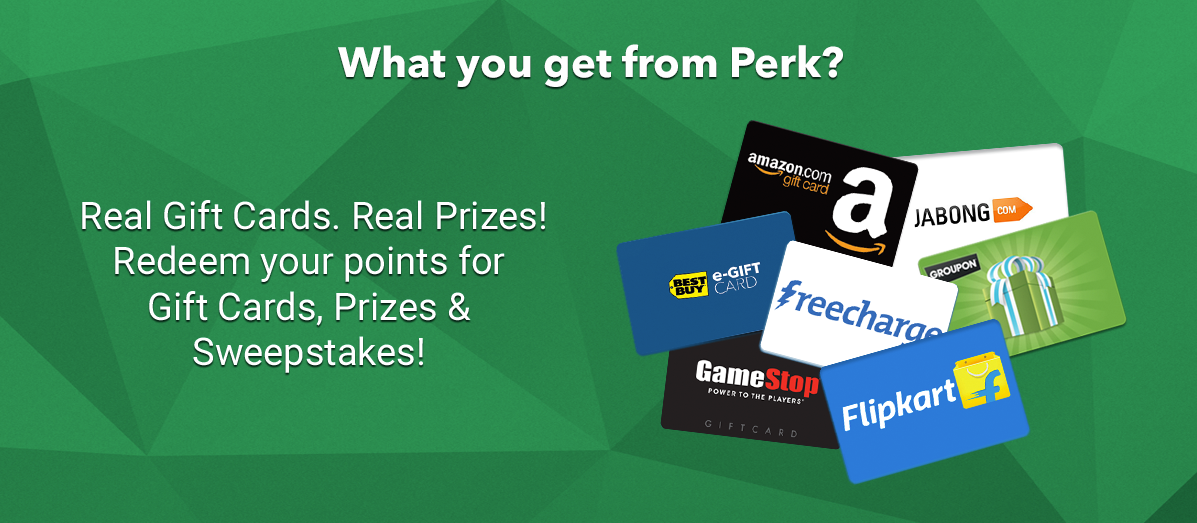 What you get from Perk?
Real Gift Cards. Real Prizes!
Redeem your points for
Gift Cards, Prizes &
Sweepstakes!
amazon.com
gift card
a
JABONG
COM
GROUPON
BEST
BUY
e-GIFT
CARD
freecharge
GameStop
POWER TO THE PLAYERS
GIFTCARD
Flipkart
f